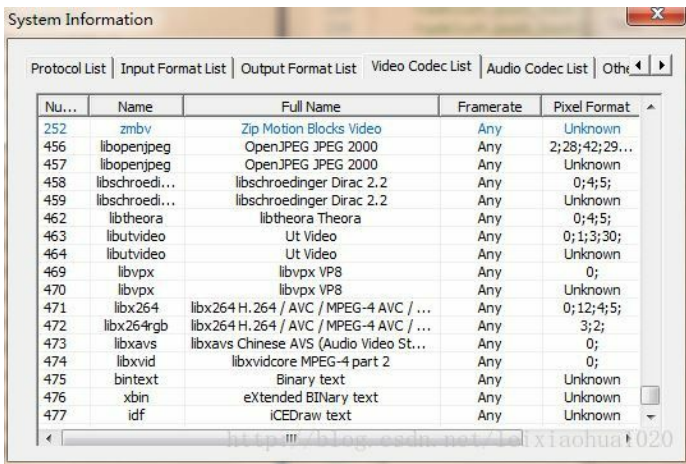 System Information
Protocol List Input Format List Output Format List Video Codec List Audio Codec List Othe
Nu... Name Full Name Framerate Pixel Format
252 zmbv Zip Motion Blocks Video Any Unknown
456 libopenjpeg OpenJPEG JPEG 2000 Any 2;28;42;29...
457 libopenjpeg OpenJPEG JPEG 2000 Any Unknown
458 libschroedi... libschroedinger Dirac 2.2 Any 0;4;5;
459 libschroedi... libschroedinger Dirac 2.2 Any Unknown
462 libtheora libtheora Theora Any 0;4;5;
463 libutvideo Ut Video Any 0;1;3;30;
464 libutvideo Ut Video Any Unknown
469 libvpx libvpx VP8 Any 0;
470 libvpx libvpx VP8 Any Unknown
471 libx264 libx264 H.264 / AVC / MPEG-4 AVC / ... Any 0;12;4;5;
472 libx264rgb libx264 H.264 / AVC / MPEG-4 AVC / ... Any 3;2;
473 libxavs libxavs Chinese AVS (Audio Video St... Any 0;
474 libxvid libxvidcore MPEG-4 part 2 Any 0;
475 bintext Binary text Any Unknown
476 xbin eXtended BINary text Any Unknown
477 idf iCEDraw text Any Unknown
http://blog.csdn.net/leixiaohua1020